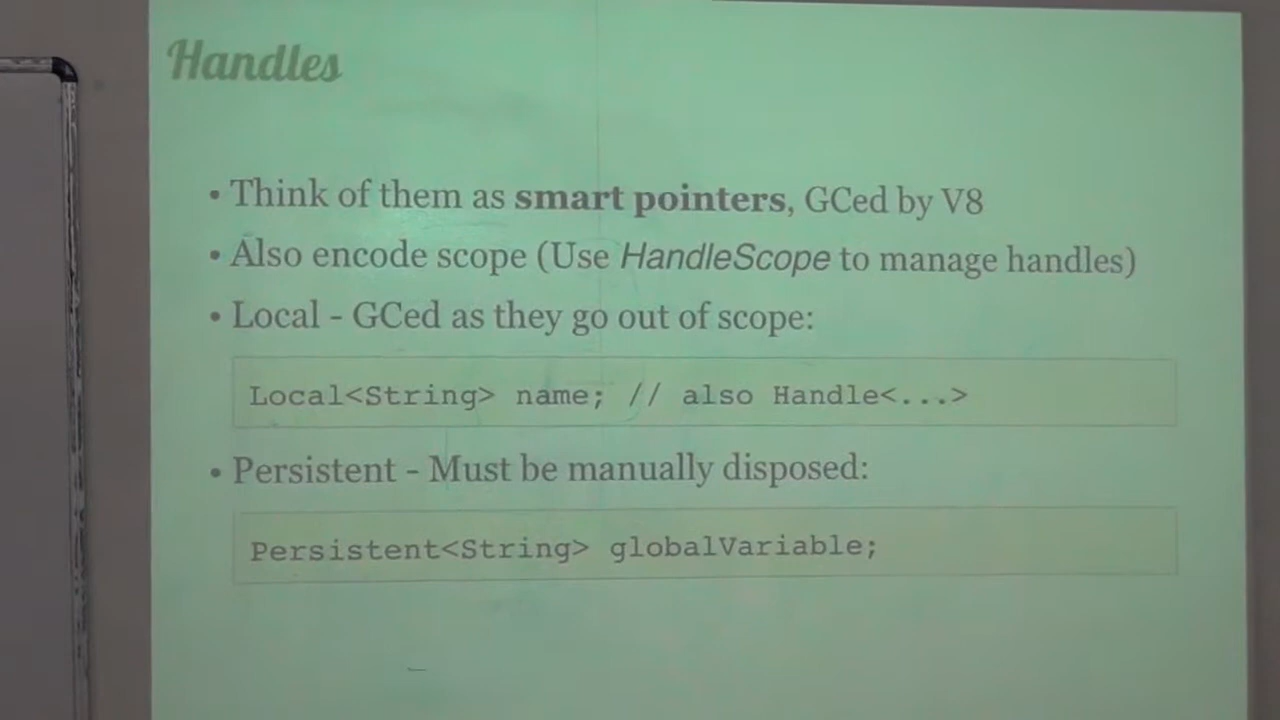 Handles
• Think of them as smart pointers, GCed by V8
• Also encode scope (Use HandleScope to manage handles)
• Local - GCed as they go out of scope:
Local<String> name; // also Handle<...>
• Persistent - Must be manually disposed:
Persistent<String> globalVariable;